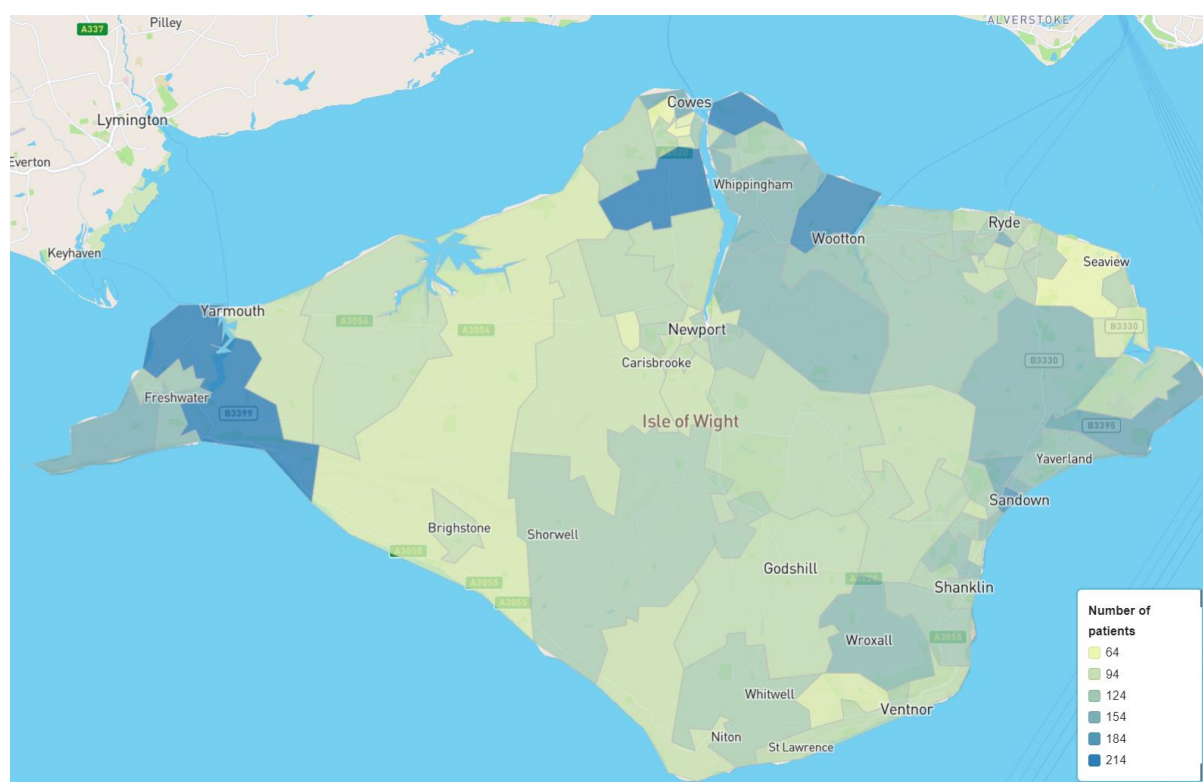 Pilley
ALVERSTOKE
A337
Cowes
Lymington
Everton
Whippingham
Ryde
Wootton
Keyhaven
Seaview
Yarmouth
A3054
A3054
Newport
B3330
Carisbrooke
B3330
Freshwater
B3399
Isle of Wight
B3395
Yaverland
Sandown
Brighstone
Shorwell
A3055
Godshill
A3055
Shanklin
A3055
Number of
patients
Wroxall
A3055
64
94
Whitwell
124
Ventnor
154
Niton
St Lawrence
184
214